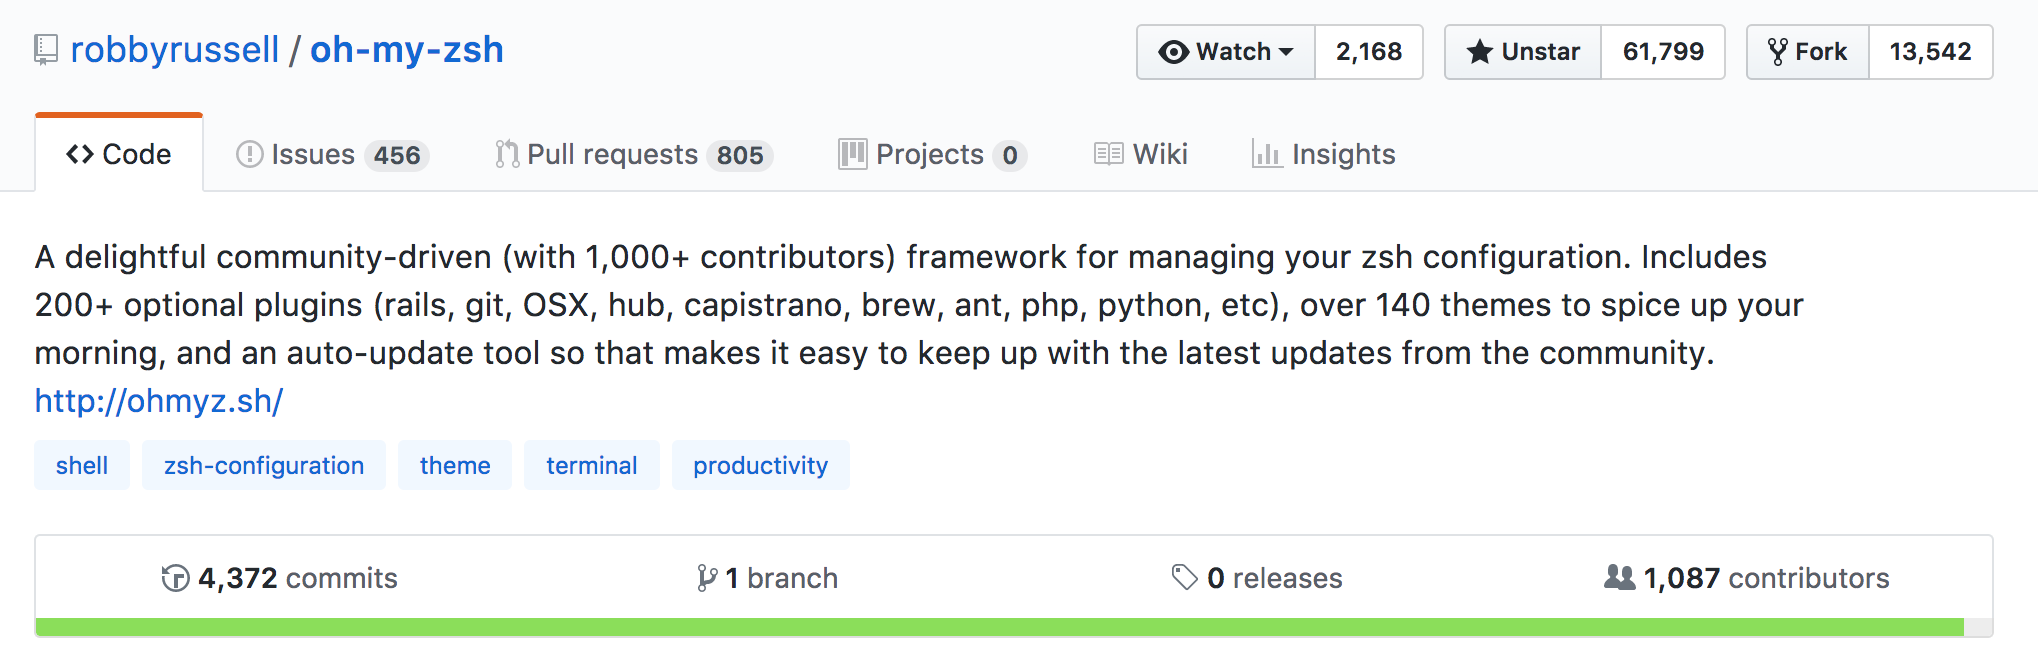 robbyrussell / oh-my-zsh
Watch 2,168 Unstar 61,799 Fork 13,542
Code Issues 456 Pull requests 805 Projects 0 Wiki Insights
A delightful community-driven (with 1,000+ contributors) framework for managing your zsh configuration. Includes
200+ optional plugins (rails, git, OSX, hub, capistrano, brew, ant, php, python, etc), over 140 themes to spice up your
morning, and an auto-update tool so that makes it easy to keep up with the latest updates from the community.
http://ohmyz.sh/
shell zsh-configuration theme terminal productivity
4,372 commits 1 branch 0 releases 1,087 contributors